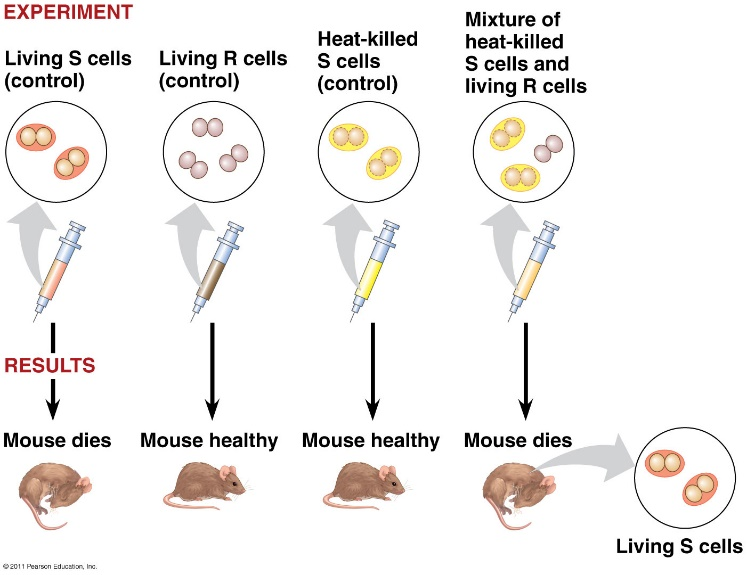 EXPERIMENT
Living S cells
(control)
Living R cells
(control)
Heat-killed
S cells
(control)
Mixture of
heat-killed
S cells and
living R cells
RESULTS
Mouse dies
Mouse healthy
Mouse healthy
Mouse dies
Living S cells
© 2011 Pearson Education, Inc.